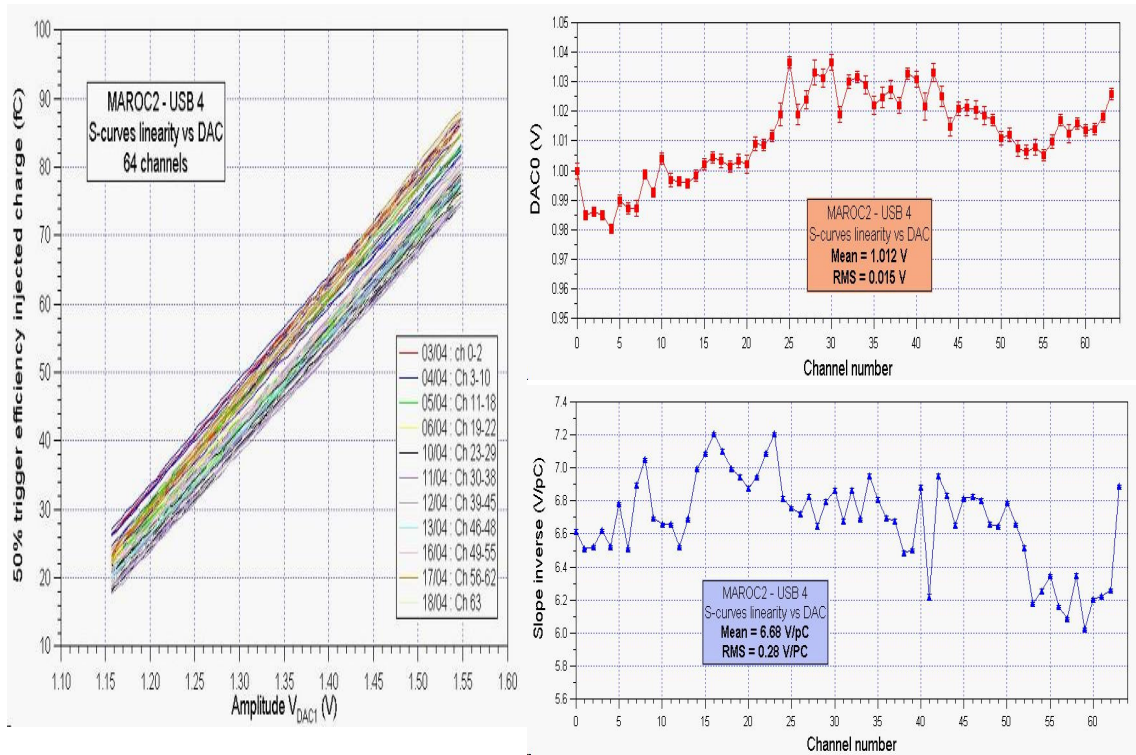 50% trigger efficiency injected charge (fC)
100
90
80
70
60
50
40
30
20
10
MAROC2 - USB 4
S-curves linearity vs DAC
64 channels
03/04 : ch 0-2
04/04 : Ch 3-10
05/04 : Ch 11-18
06/04 : Ch 19-22
10/04 : Ch 23-29
11/04 : Ch 30-38
12/04 : Ch 39-45
13/04 : Ch 46-48
16/04 : Ch 49-55
17/04 : Ch 56-62
18/04 : Ch 63
1.10 1.20 1.30 1.40 1.45 1.50 1.55 1.60
Amplitude VDAC1 (V)
DAC0 (V)
1.05
1.04
1.03
1.02
1.01
1.00
0.99
0.98
0.97
0.96
0.95
MAROC2 - USB 4
S-curves linearity vs DAC
Mean = 1.012 V
RMS = 0.015 V
0 5 10 15 20 25 30 35 40 45 50 55 60
Channel number
Slope inverse (V/pC)
7.4
7.2
7.0
6.8
6.6
6.4
6.2
6.0
5.8
5.6
MAROC2 - USB 4
S-curves linearity vs DAC
Mean = 6.68 V/pC
RMS = 0.28 V/PC
0 5 10 15 20 25 30 35 40 45 50 55 60
Channel number